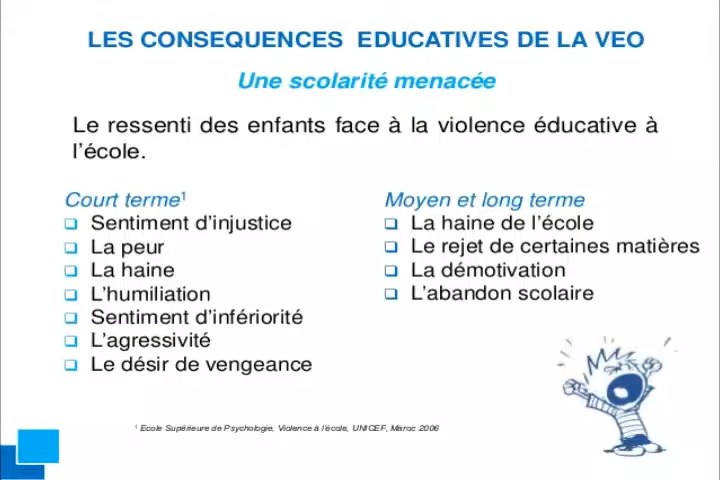 LES CONSEQUENCES EDUCATIVES DE LA VEO
Une scolarité menacée
Le ressenti des enfants face à la violence éducative à
l'école.
Court terme¹
❑ Sentiment d'injustice
❑ La peur
❑ La haine
❑ L'humiliation
❑ Sentiment d'infériorité
❑ L'agressivité
❑ Le désir de vengeance
Moyen et long terme
❑ La haine de l'école
❑ Le rejet de certaines matières
❑ La démotivation
❑ L'abandon scolaire
¹ Ecole Supérieure de Psychologie, Violence à l'école, UNICEF, Maroc 2006